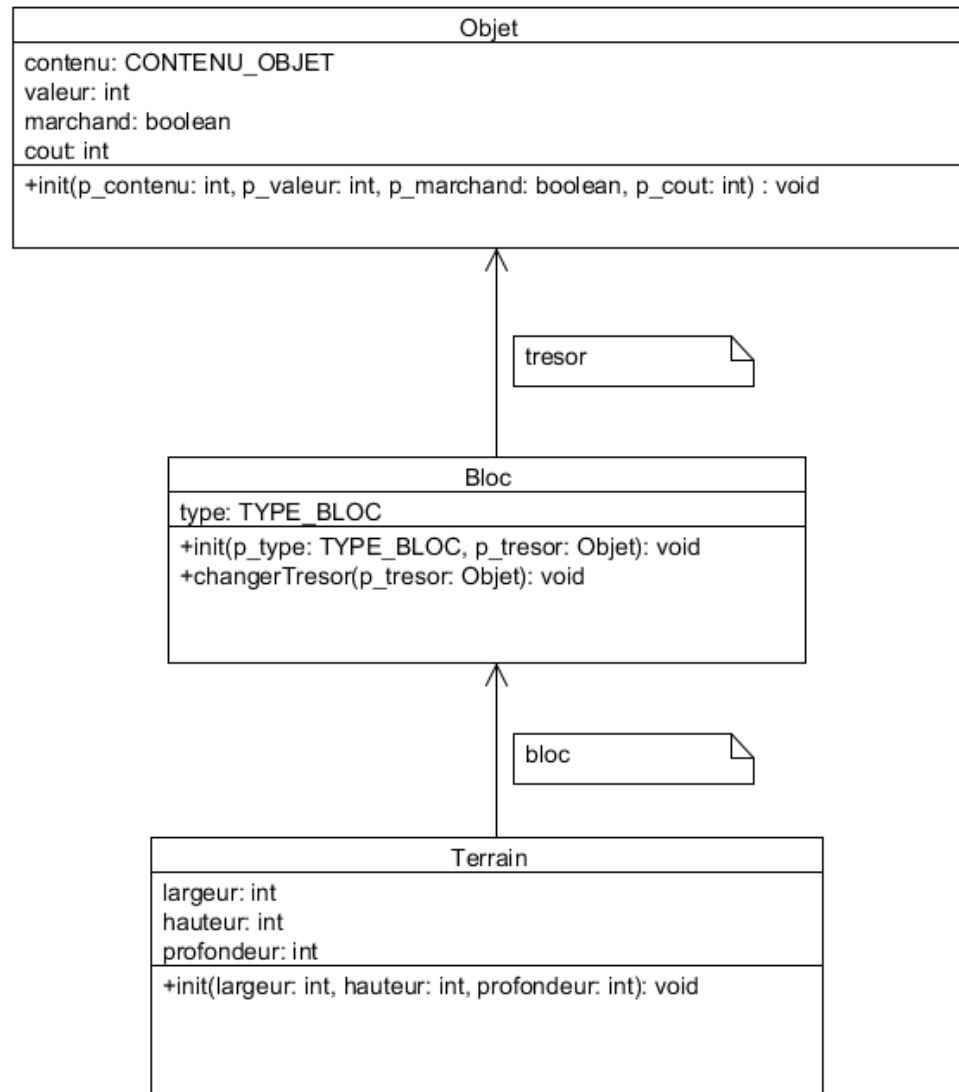 Objet
contenu: CONTENU_OBJET
valeur: int
marchand: boolean
cout: int
+init(p_contenu: int, p_valeur: int, p_marchand: boolean, p_cout: int) : void
tresor
Bloc
type: TYPE_BLOC
+init(p_type: TYPE_BLOC, p_tresor: Objet): void
+changerTresor(p_tresor: Objet): void
bloc
Terrain
largeur: int
hauteur: int
profondeur: int
+init(largeur: int, hauteur: int, profondeur: int): void